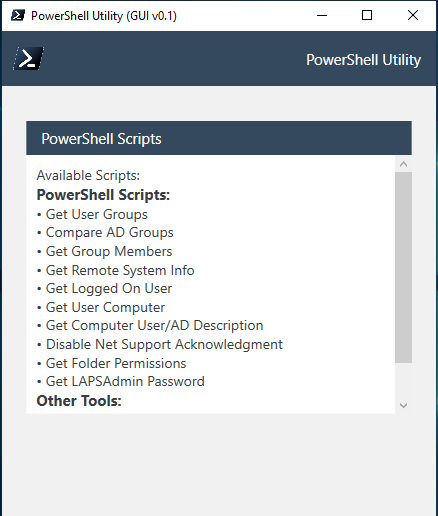 PowerShell Utility (GUI v0.1)
PowerShell Utility
PowerShell Scripts
Available Scripts:
PowerShell Scripts:
• Get User Groups
• Compare AD Groups
• Get Group Members
• Get Remote System Info
• Get Logged On User
• Get User Computer
• Get Computer User/AD Description
• Disable Net Support Acknowledgment
• Get Folder Permissions
• Get LAPSAdmin Password
Other Tools: